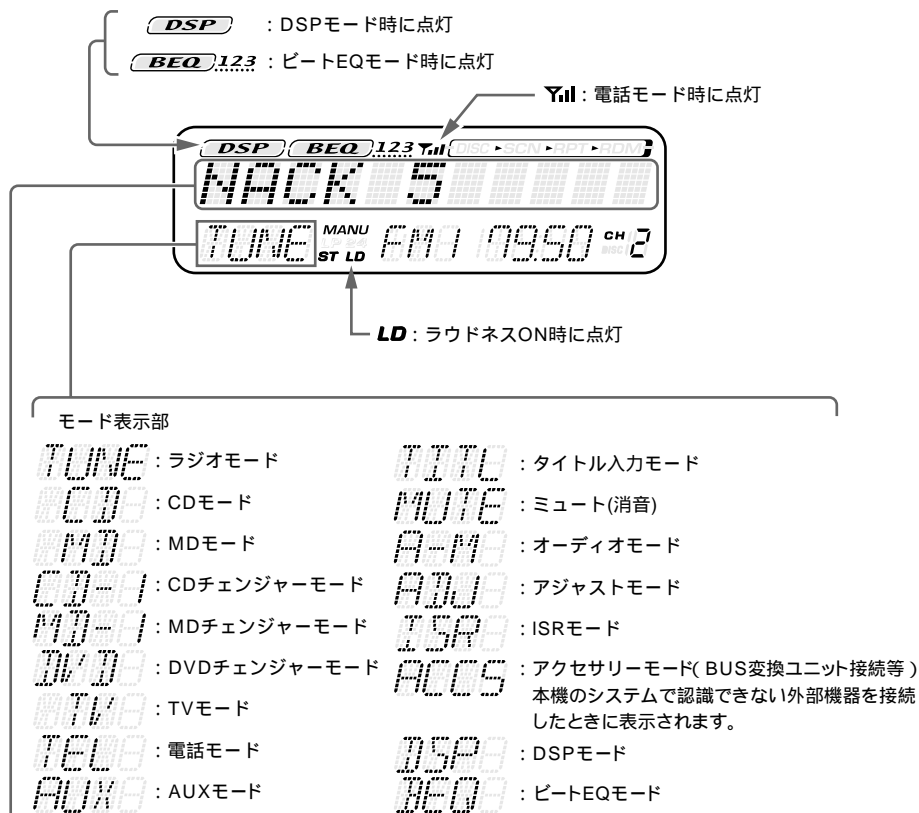 DSP : DSPモード時に点灯
BEQ 123 : ビートEQモード時に点灯
: 電話モード時に点灯
DSP BEQ 123 DISC ▸SCN ▸RPT ▸RDM
NACK 5
TUNE MANU ST LD FM1 79.50 CH DISC 2
LD : ラウドネスON時に点灯
モード表示部
TUNE : ラジオモード
CD : CDモード
MD : MDモード
CD-1 : CDチェンジャーモード
MD-1 : MDチェンジャーモード
DVD : DVDチェンジャーモード
TV : TVモード
TEL : 電話モード
AUX : AUXモード
TITL : タイトル入力モード
MUTE : ミュート(消音)
A-M : オーディオモード
ADJ : アジャストモード
ISR : ISRモード
ACCS : アクセサリーモード( BUS変換ユニット接続等 )
本機のシステムで認識できない外部機器を接続
したときに表示されます。
DSP : DSPモード
BEQ : ビートEQモード